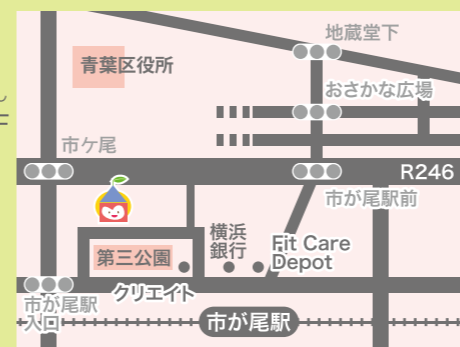 地蔵堂下
青葉区役所
おさかな広場
市ケ尾
R246
市が尾駅前
横浜
銀行
Fit Care
Depot
第三公園
クリエイト
市が尾駅
入口
市が尾駅